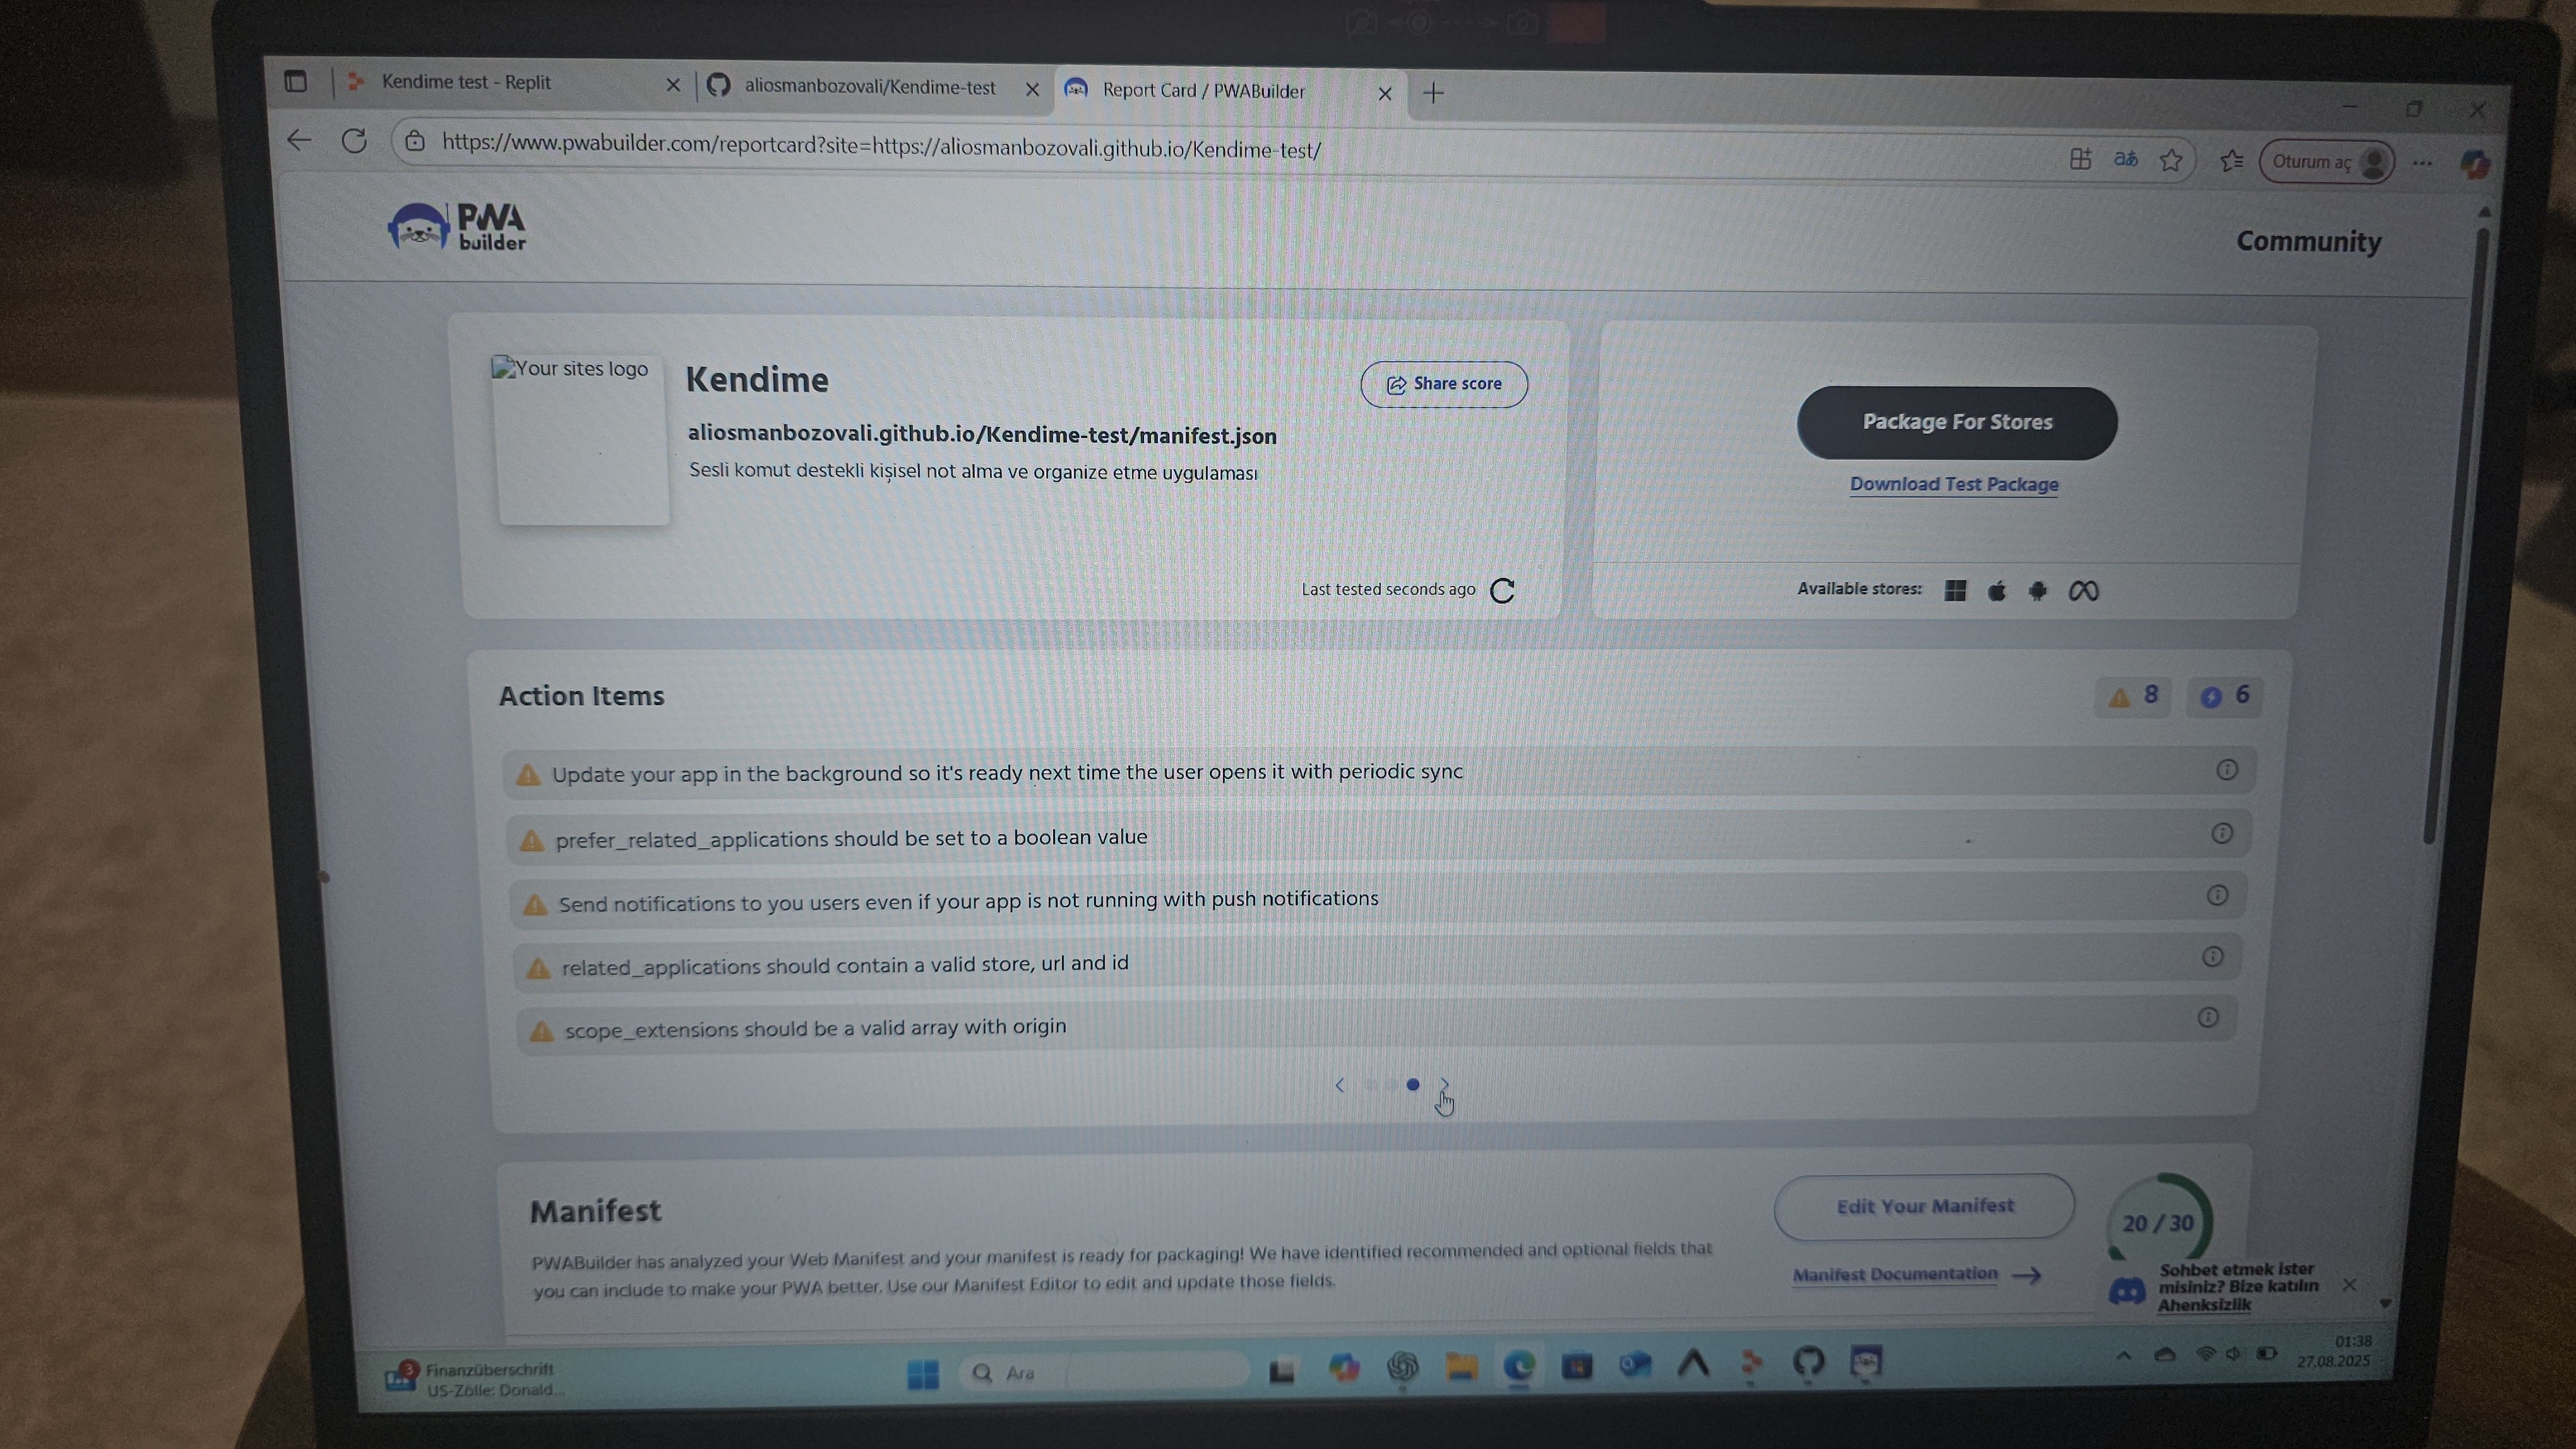 Kendime test - Replit
aliosmanbozovali/Kendime-test
Report Card / PWABuilder
https://www.pwabuilder.com/reportcard?site=https://aliosmanbozovali.github.io/Kendime-test/
Oturum aç
PWA
builder
Community
Your sites logo
Kendime
aliosmanbozovali.github.io/Kendime-test/manifest.json
Sesli komut destekli kişisel not alma ve organize etme uygulaması
Share score
Last tested seconds ago
Package For Stores
Download Test Package
Available stores:
Action Items
8
6
Update your app in the background so it's ready next time the user opens it with periodic sync
prefer_related_applications should be set to a boolean value
Send notifications to you users even if your app is not running with push notifications
related_applications should contain a valid store, url and id
scope_extensions should be a valid array with origin
Manifest
PWABuilder has analyzed your Web Manifest and your manifest is ready for packaging! We have identified recommended and optional fields that
you can include to make your PWA better. Use our Manifest Editor to edit and update those fields.
Edit Your Manifest
Manifest Documentation
20 / 30
Sohbet etmek ister
misiniz? Bize katılın
Ahenksizlik
3
Finanzüberschrift
US-Zölle: Donald...
Ara
01:38
27.08.2025